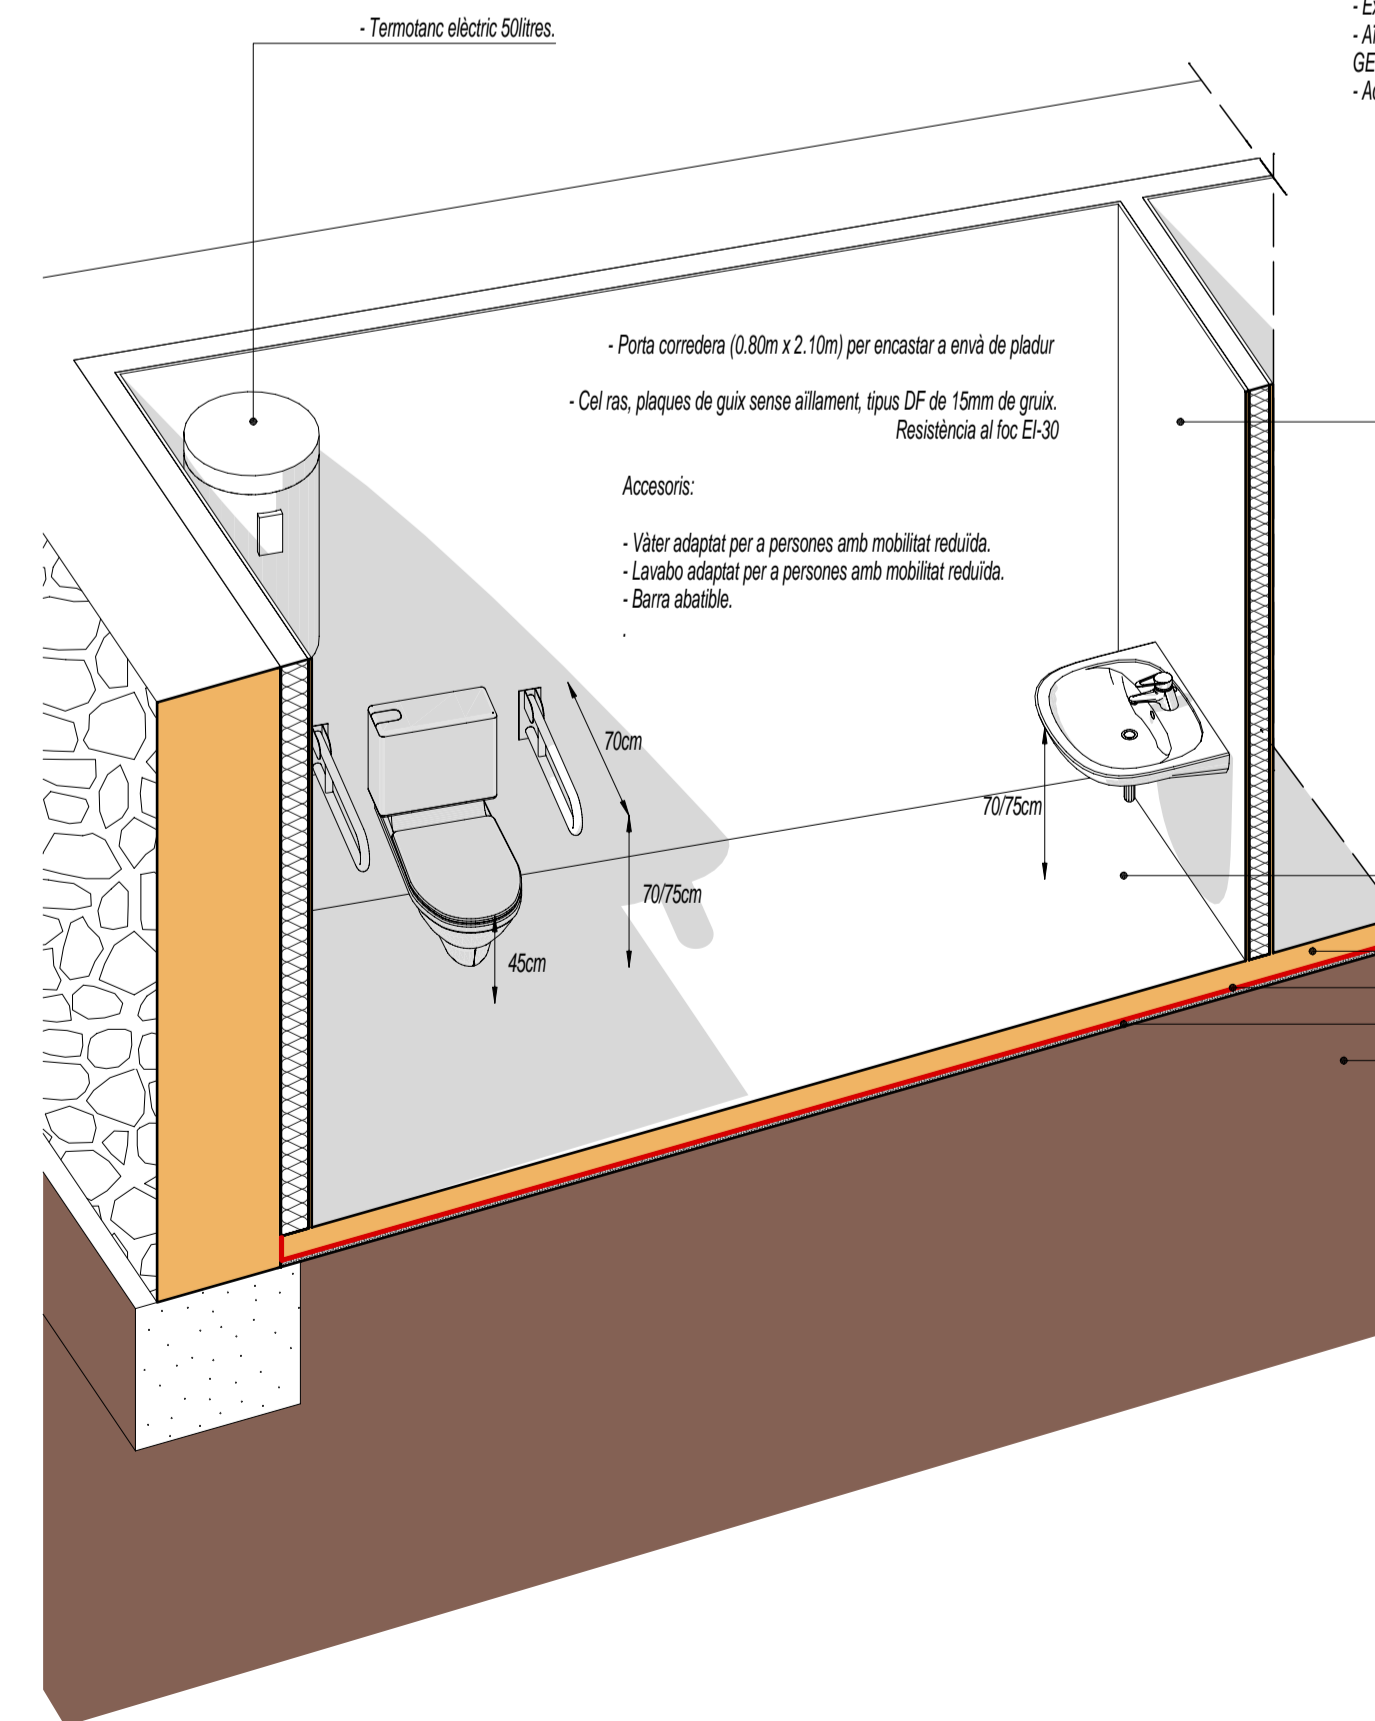 - Termotanc elèctric 50litres.
GE
- Porta corredera (0.80m x 2.10m) per encastar a envà de pladur
- Cel ras, plaques de guix sense aïllament, tipus DF de 15mm de gruix.
Resistència al foc EI-30
Accesoris:
- Vàter adaptat per a persones amb mobilitat reduïda.
- Lavabo adaptat per a persones amb mobilitat reduïda.
- Barra abatible.
.
70cm
70/75cm
70/75cm
45cm